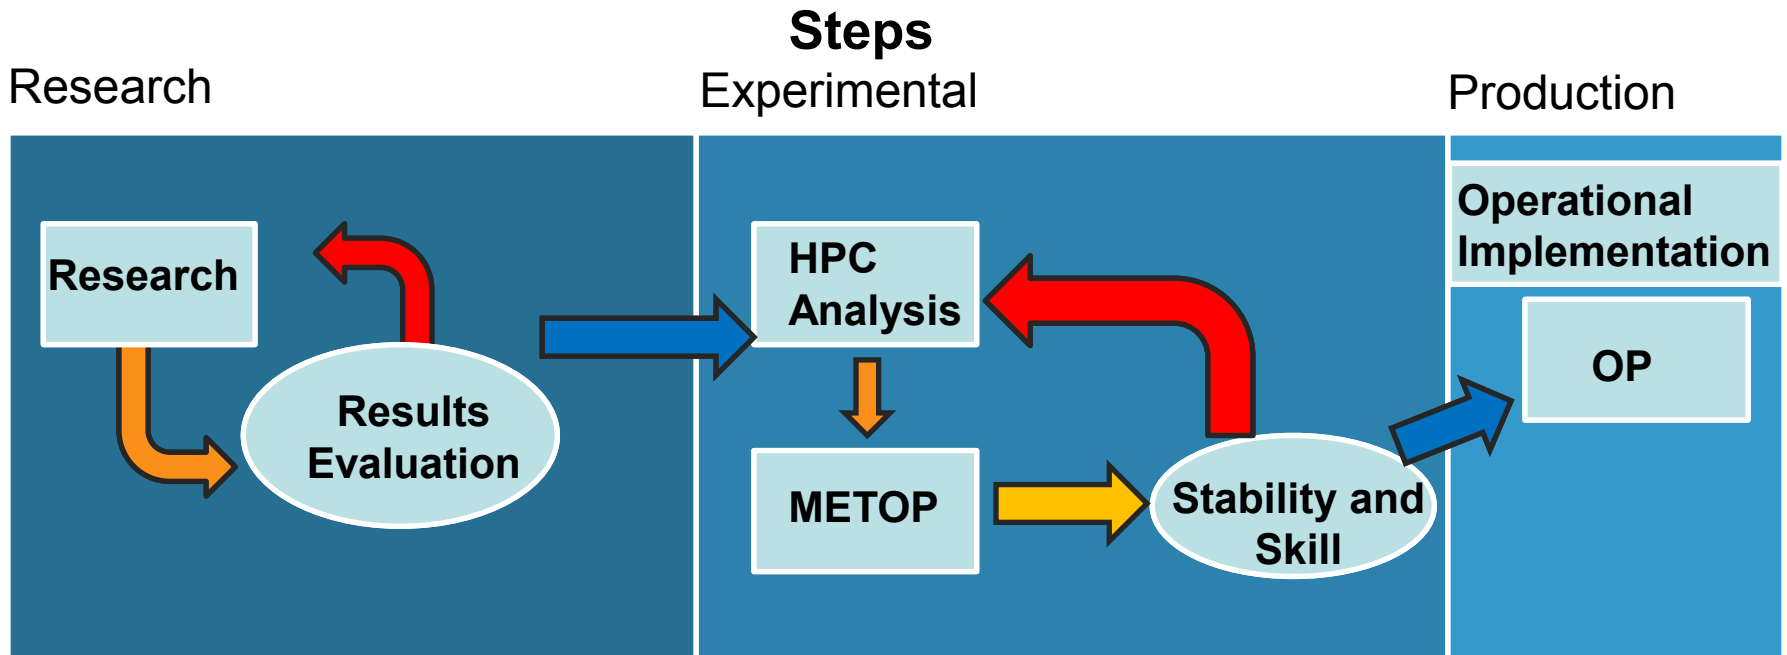 Steps
Research
Experimental
Production
Research
Results
Evaluation
HPC
Analysis
METOP
Stability and
Skill
Operational
Implementation
OP